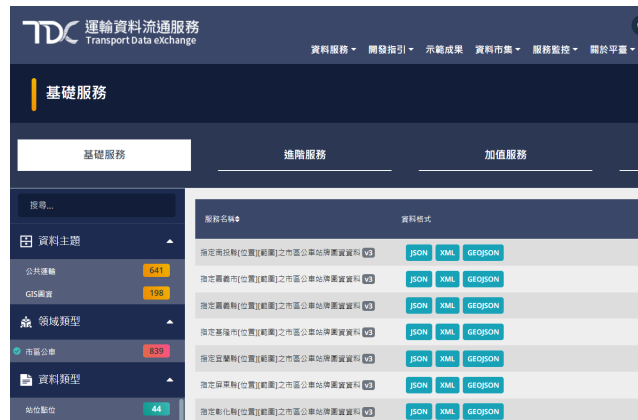 TDX 運輸資料流通服務
Transport Data eXchange
資料服務 開發指引 示範成果 資料市集 服務監控 關於平臺
基礎服務
基礎服務 進階服務 加值服務
搜尋...
服務名稱 資料格式
資料主題
公共運輸 641
GIS圖資 198
領域類型
市區公車 839
資料類型
站位點位 44
指定南投縣[位置][範圍]之市區公車站牌圖資資料 v3 JSON XML GEOJSON
指定嘉義市[位置][範圍]之市區公車站牌圖資資料 v3 JSON XML GEOJSON
指定嘉義縣[位置][範圍]之市區公車站牌圖資資料 v3 JSON XML GEOJSON
指定基隆市[位置][範圍]之市區公車站牌圖資資料 v3 JSON XML GEOJSON
指定宜蘭縣[位置][範圍]之市區公車站牌圖資資料 v3 JSON XML GEOJSON
指定屏東縣[位置][範圍]之市區公車站牌圖資資料 v3 JSON XML GEOJSON
指定彰化縣[位置][範圍]之市區公車站牌圖資資料 v3 JSON XML GEOJSON